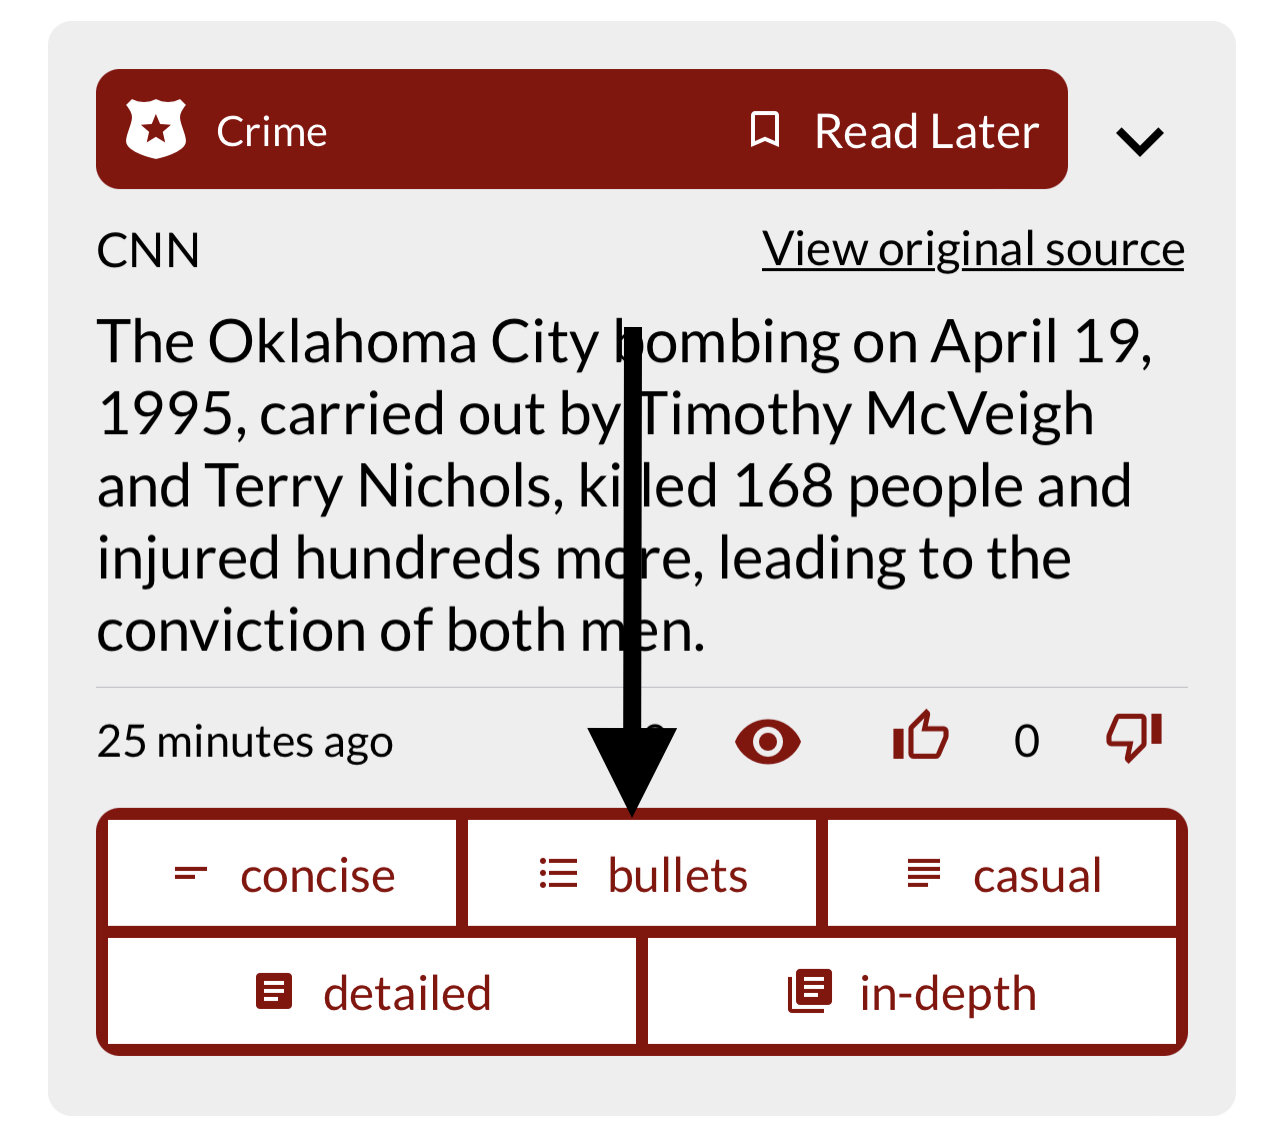 Crime Read Later
CNN View original source
The Oklahoma City bombing on April 19,
1995, carried out by Timothy McVeigh
and Terry Nichols, killed 168 people and
injured hundreds more, leading to the
conviction of both men.
25 minutes ago 0
concise bullets casual
detailed in-depth